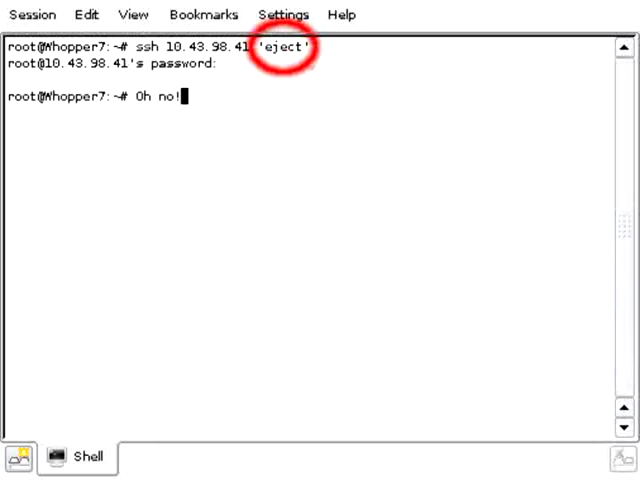 Session Edit View Bookmarks Settings Help
root@Whopper7:~# ssh 10.43.98.41 'eject'
root@10.43.98.41's password:
root@Whopper7:~# Oh no!
Shell